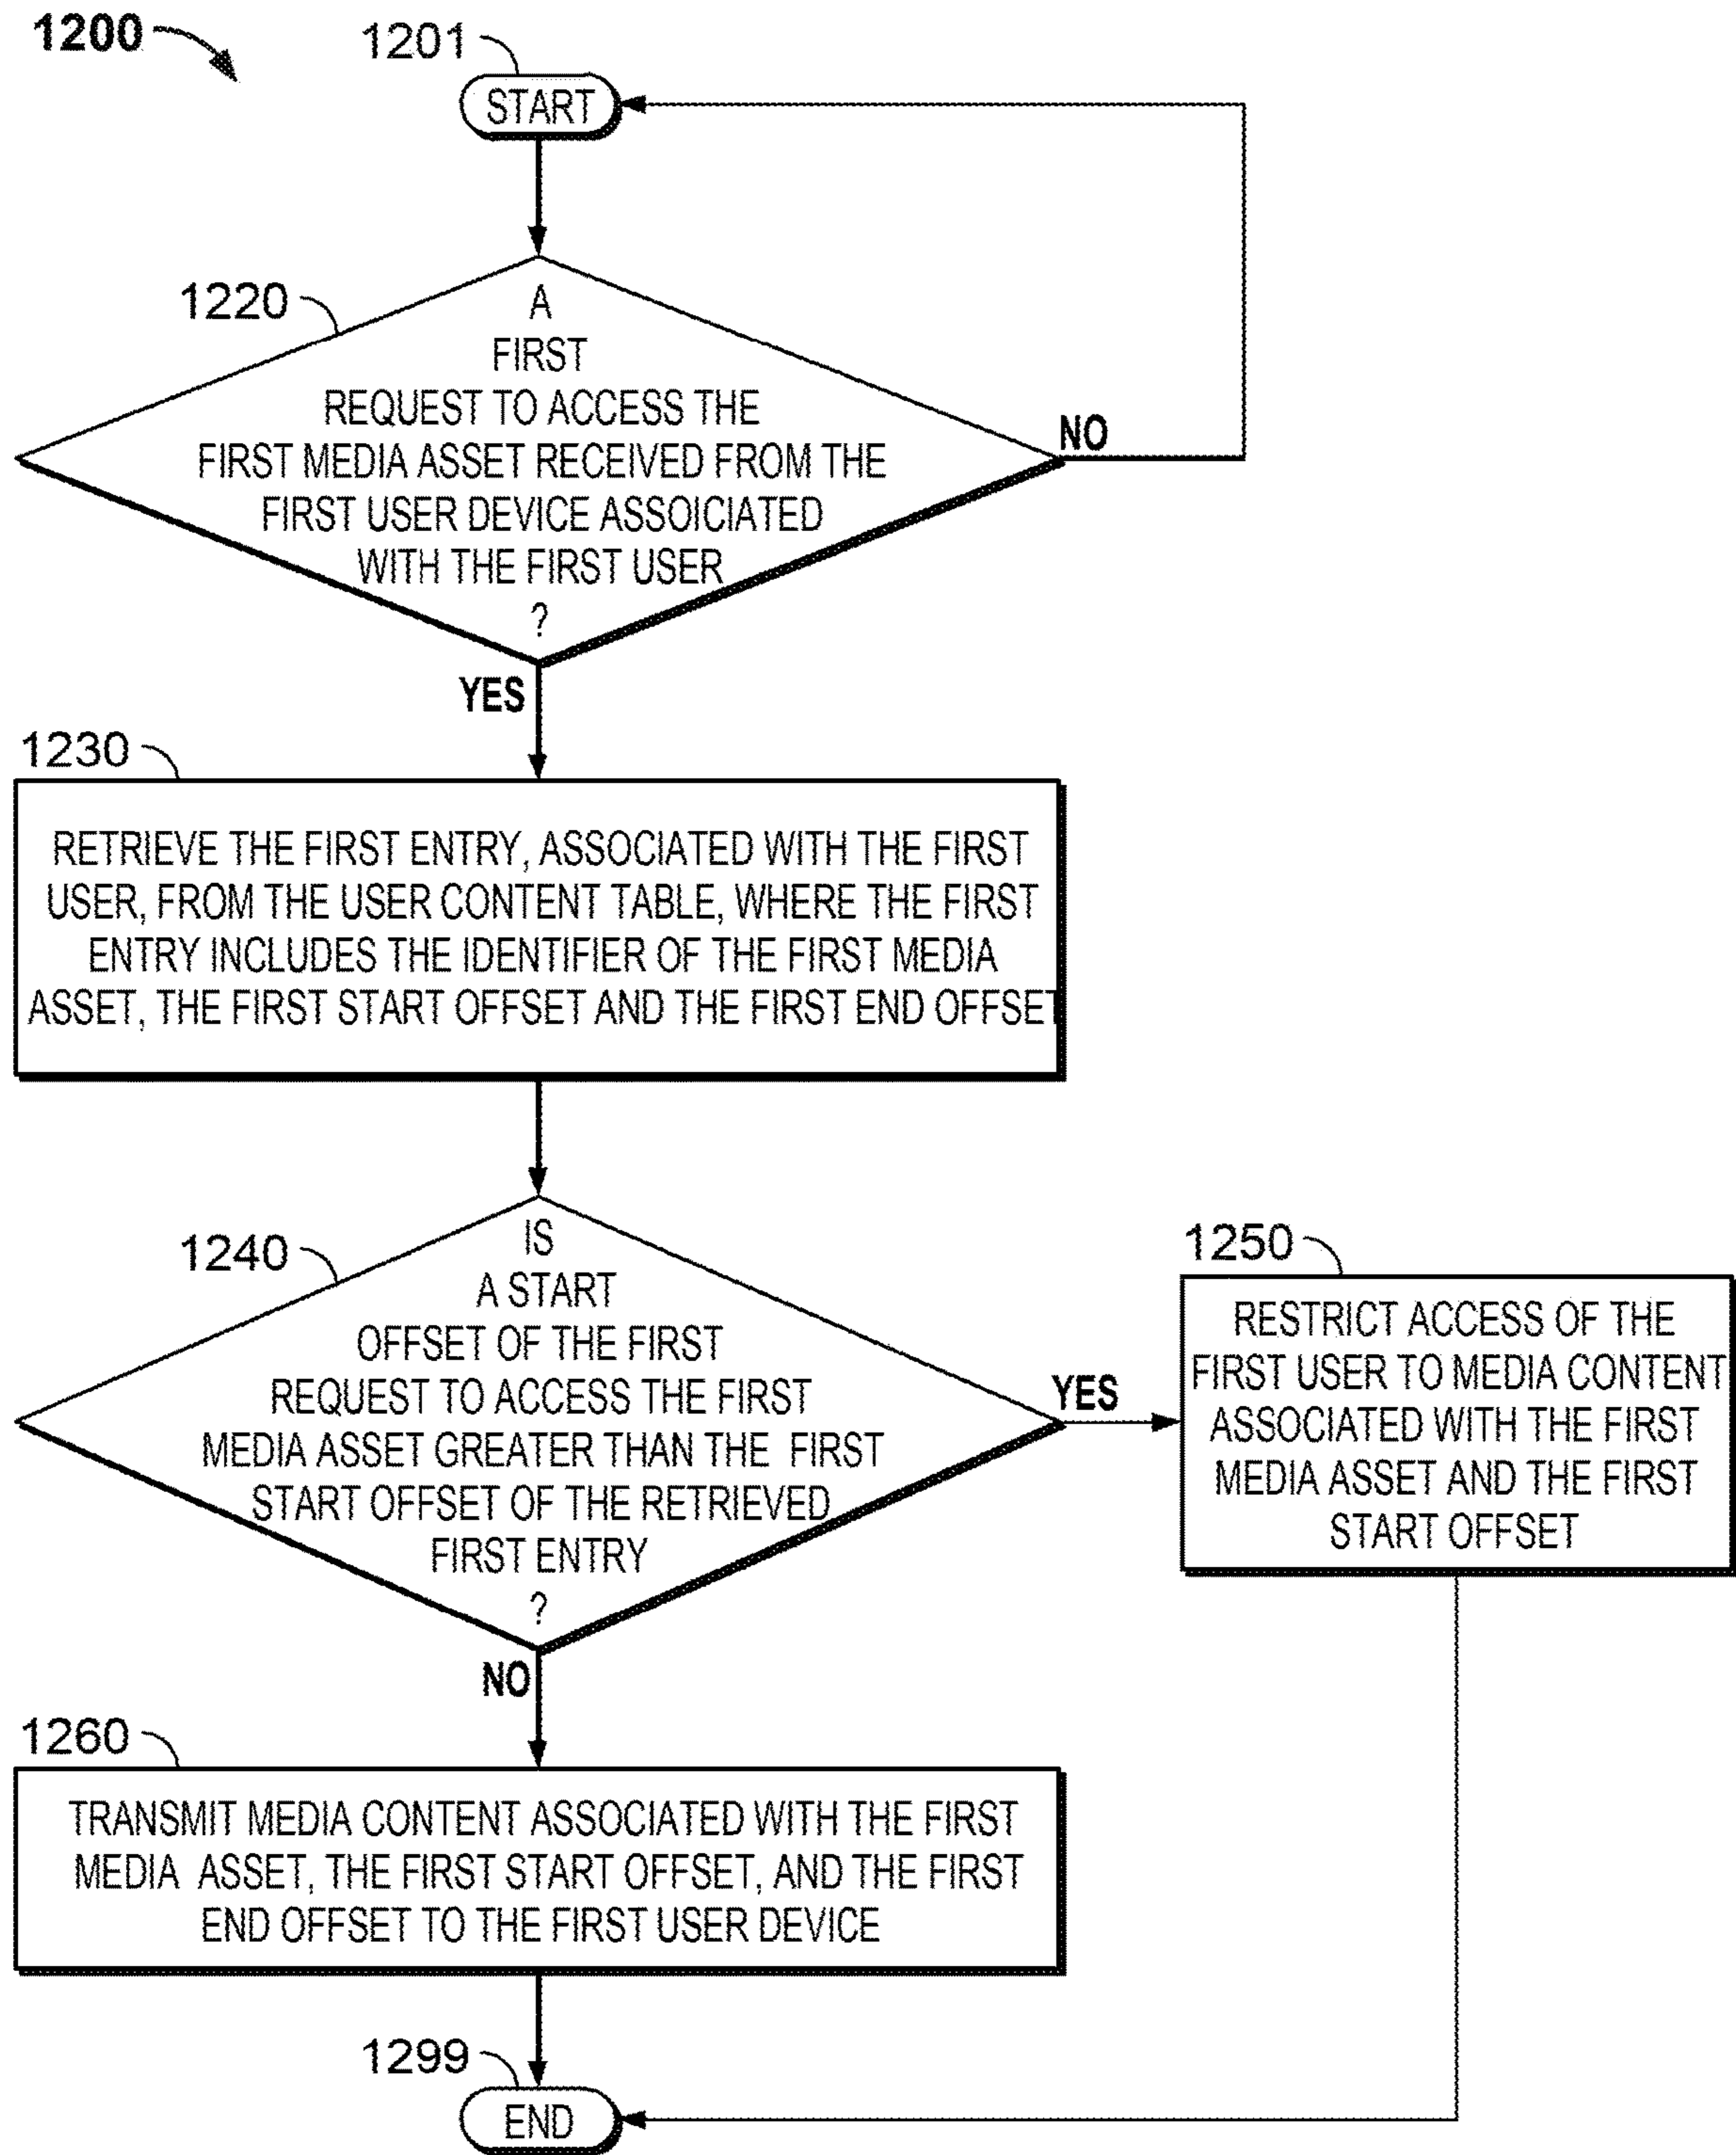 1200
1201
START
1220
A
FIRST
REQUEST TO ACCESS THE
FIRST MEDIA ASSET RECEIVED FROM THE
FIRST USER DEVICE ASSOICIATED
WITH THE FIRST USER
?
NO
YES
1230
RETRIEVE THE FIRST ENTRY, ASSOCIATED WITH THE FIRST
USER, FROM THE USER CONTENT TABLE, WHERE THE FIRST
ENTRY INCLUDES THE IDENTIFIER OF THE FIRST MEDIA
ASSET, THE FIRST START OFFSET AND THE FIRST END OFFSET
1240
IS
A START
OFFSET OF THE FIRST
REQUEST TO ACCESS THE FIRST
MEDIA ASSET GREATER THAN THE FIRST
START OFFSET OF THE RETRIEVED
FIRST ENTRY
?
YES
1250
RESTRICT ACCESS OF THE
FIRST USER TO MEDIA CONTENT
ASSOCIATED WITH THE FIRST
MEDIA ASSET AND THE FIRST
START OFFSET
NO
1260
TRANSMIT MEDIA CONTENT ASSOCIATED WITH THE FIRST
MEDIA ASSET, THE FIRST START OFFSET, AND THE FIRST
END OFFSET TO THE FIRST USER DEVICE
1299
END